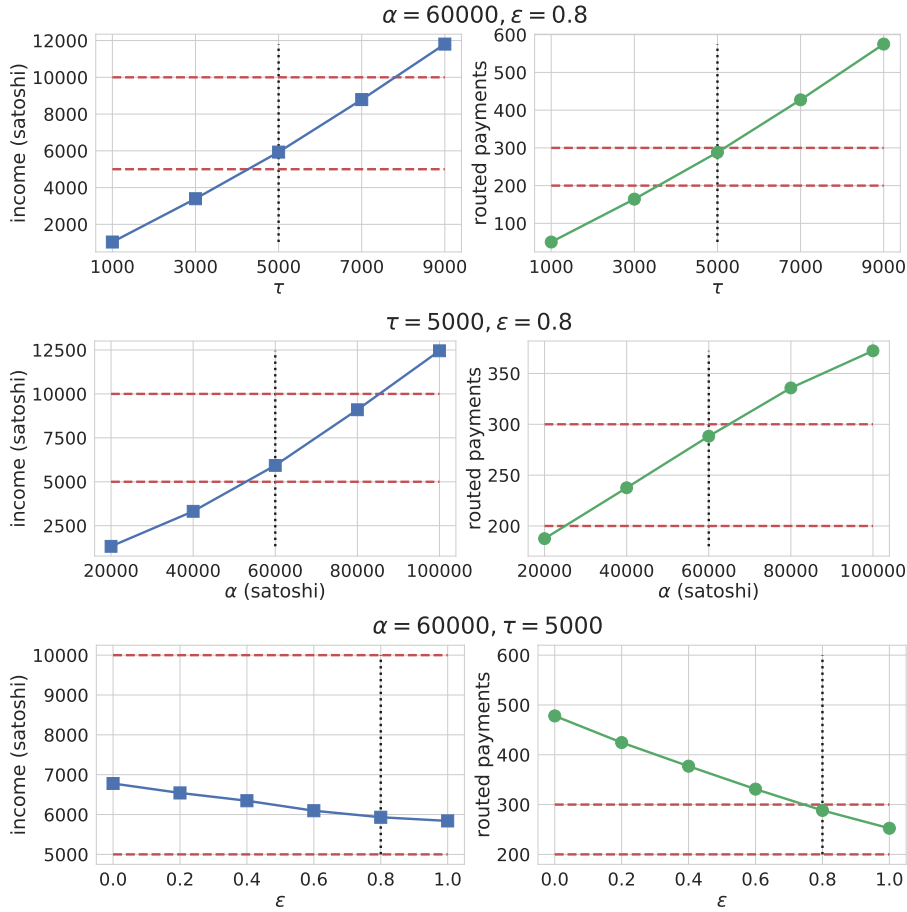 α = 60000, ε = 0.8
income (satoshi)
12000
10000
8000
6000
4000
2000
1000 3000 5000 7000 9000
τ
routed payments
600
500
400
300
200
100
1000 3000 5000 7000 9000
τ
τ = 5000, ε = 0.8
income (satoshi)
12500
10000
7500
5000
2500
20000 40000 60000 80000 100000
α (satoshi)
routed payments
350
300
250
200
20000 40000 60000 80000 100000
α (satoshi)
α = 60000, τ = 5000
income (satoshi)
10000
9000
8000
7000
6000
5000
0.0 0.2 0.4 0.6 0.8 1.0
ε
routed payments
600
500
400
300
200
0.0 0.2 0.4 0.6 0.8 1.0
ε